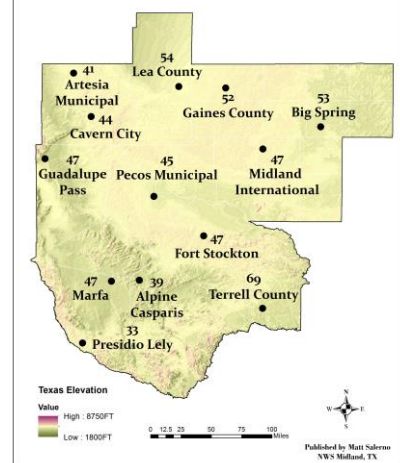 54
Lea County
41
Artesia
Municipal
52
Gaines County
53
Big Spring
44
Cavern City
47
Guadalupe
Pass
45
Pecos Municipal
47
Midland
International
47
Fort Stockton
47
Marfa
39
Alpine
Casparis
69
Terrell County
33
Presidio Lely
Texas Elevation
Value
High : 8750FT
Low : 1800FT
0 12.5 25 50 75 100
Miles
N
W E
S
Published by Matt Salerno
NWS Midland, TX